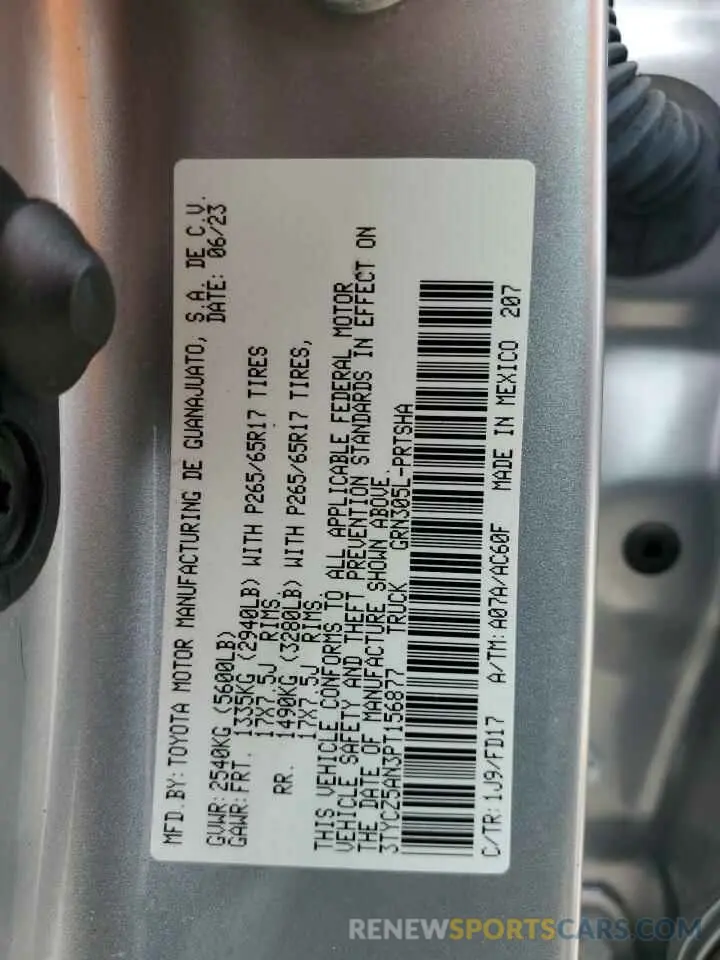 MFD.BY:TOYOTA MOTOR MANUFACTURING DE GUANAJUATO, S.A. DE C.V.
DATE: 06/23
GVWR:2540KG (5600LB)
GAWR:FRT. 1335KG (2940LB) WITH P265/65R17 TIRES
17X7.5J RIMS,
RR. 1490KG (3280LB) WITH P265/65R17 TIRES,
17X7.5J RIMS.
THIS VEHICLE CONFORMS TO ALL APPLICABLE FEDERAL MOTOR
VEHICLE SAFETY AND THEFT PREVENTION STANDARDS IN EFFECT ON
THE DATE OF MANUFACTURE SHOWN ABOVE.
3TYCZ5AN3PT156877 TRUCK GRN305L-PRTSHA
C/TR:1J9/FD17 A/TM:A07A/AC60F MADE IN MEXICO 207
RENEWSPORTSCARS.COM